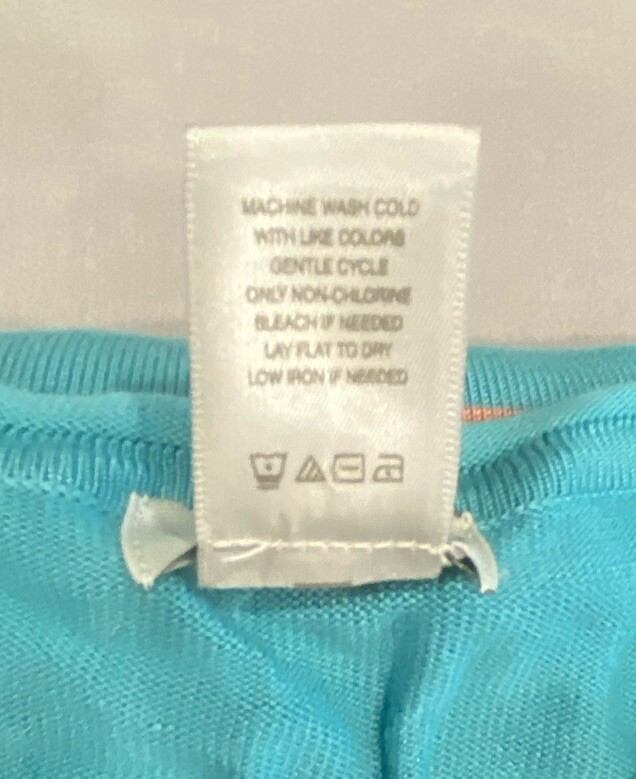 MACHINE WASH COLD
WITH LIKE COLORS
GENTLE CYCLE
ONLY NON-CHLORINE
BLEACH IF NEEDED
LAY FLAT TO DRY
LOW IRON IF NEEDED